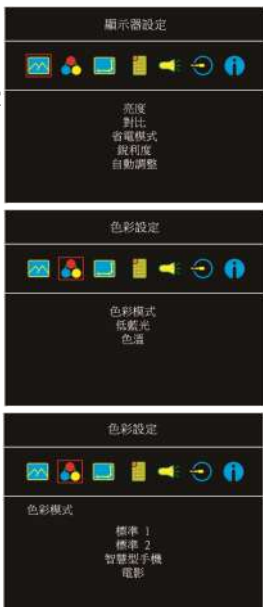 顯示器設定
亮度
對比
省電模式
銳利度
自動調整
色彩設定
色彩模式
低藍光
色溫
色彩設定
色彩模式
標準 1
標準 2
智慧型手機
電影